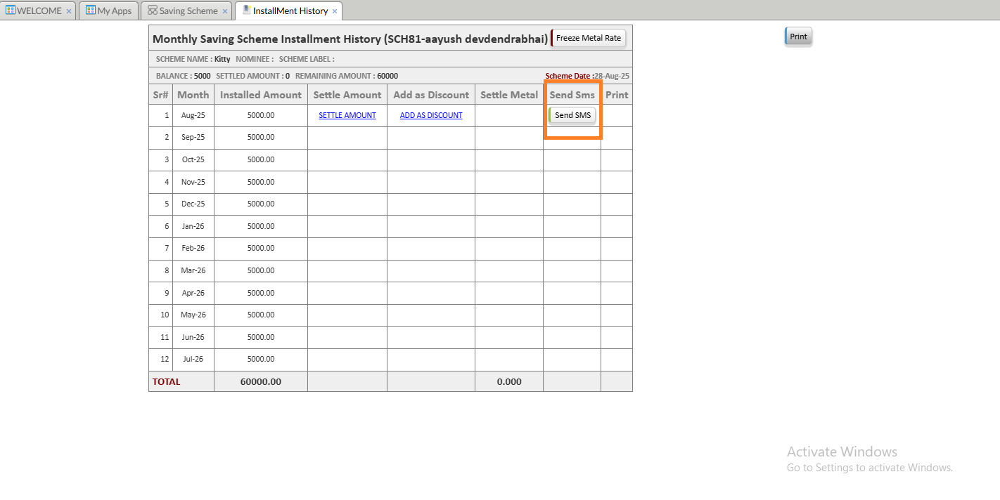 WELCOME × My Apps Saving Scheme × InstallMent History ×
Monthly Saving Scheme Installment History (SCH81-aayush devdendrabhai) Freeze Metal Rate Print
SCHEME NAME : Kitty NOMINEE : SCHEME LABEL :
BALANCE : 5000 SETTLED AMOUNT : 0 REMAINING AMOUNT : 60000 Scheme Date :28-Aug-25
Sr# Month Installed Amount Settle Amount Add as Discount Settle Metal Send Sms Print
1 Aug-25 5000.00 SETTLE AMOUNT ADD AS DISCOUNT Send SMS
2 Sep-25 5000.00
3 Oct-25 5000.00
4 Nov-25 5000.00
5 Dec-25 5000.00
6 Jan-26 5000.00
7 Feb-26 5000.00
8 Mar-26 5000.00
9 Apr-26 5000.00
10 May-26 5000.00
11 Jun-26 5000.00
12 Jul-26 5000.00
TOTAL 60000.00 0.000
Activate Windows
Go to Settings to activate Windows.